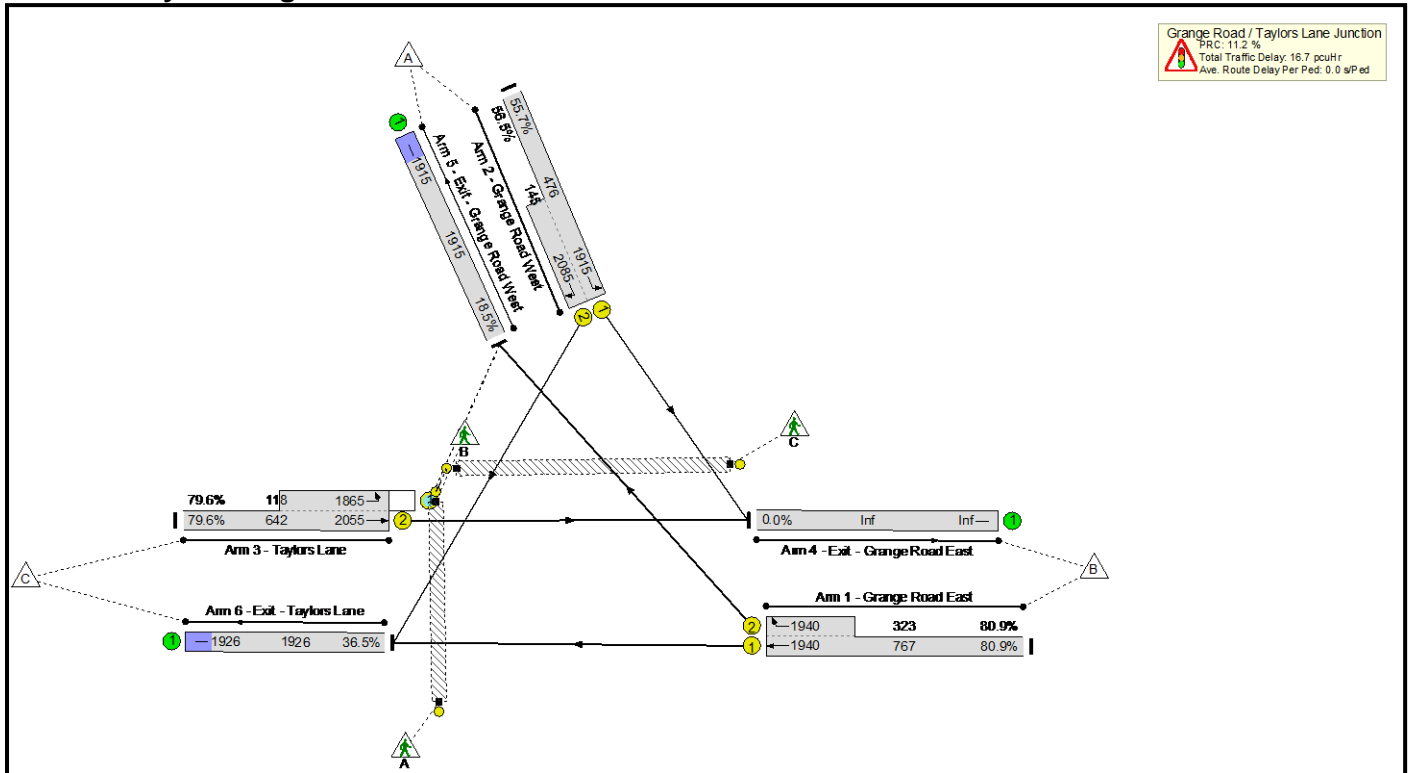 Grange Road / Taylors Lane Junction
PRC: 11.2 %
Total Traffic Delay: 16.7 pcuHr
Ave. Route Delay Per Ped: 0.0 s/Ped
A
1
1915
1915
18.5%
Arm 5 - Exit - Grange Road West
Arm 2 - Grange Road West
55.7%
56.5%
476
145
1915
2085
2
1
B
C
79.6% 118 1865
79.6% 642 2055 2
Arm 3 - Taylors Lane
0.0% Inf Inf 1
Arm 4 - Exit - Grange Road East
C
B
Arm 6 - Exit - Taylors Lane
1 1926 1926 36.5%
Arm 1 - Grange Road East
2 1940 323 80.9%
1 1940 767 80.9%
A